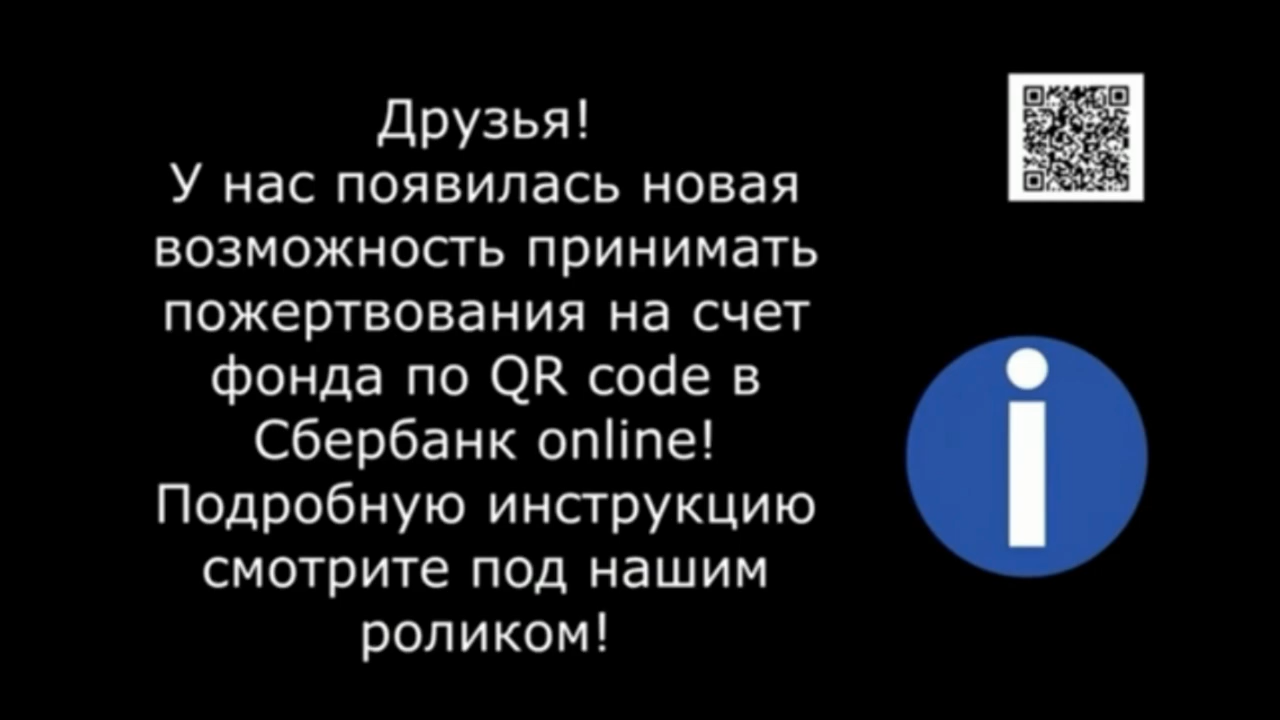 Друзья!
У нас появилась новая
возможность принимать
пожертвования на счет
фонда по QR code в
Сбербанк online!
Подробную инструкцию
смотрите под нашим
роликом!